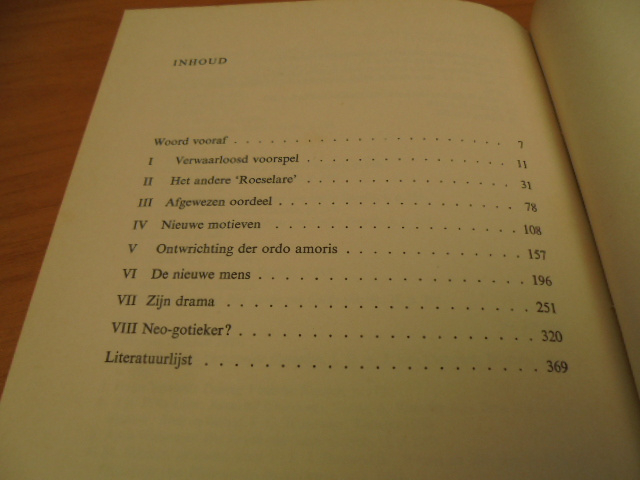 INHOUD
Woord vooraf . . . . . . . . . . . . . . . . . 7
I Verwaarloosd voorspel . . . . . . . . . . . . . 11
II Het andere ‘Roeselare’ . . . . . . . . . . . . . 31
III Afgewezen oordeel . . . . . . . . . . . . . . 78
IV Nieuwe motieven . . . . . . . . . . . . . . 108
V Ontwrichting der ordo amoris . . . . . . . . . . 157
VI De nieuwe mens . . . . . . . . . . . . . . . 196
VII Zijn drama . . . . . . . . . . . . . . . . 251
VIII Neo-gotieker? . . . . . . . . . . . . . . . 320
Literatuurlijst . . . . . . . . . . . . . . . . . 369